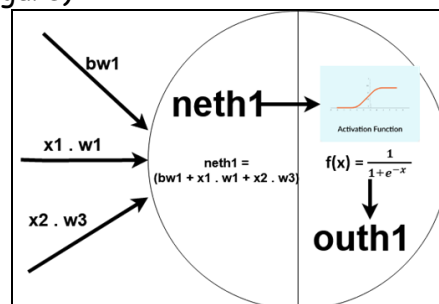 bw1
neth1
x1 . w1
Activation Function
neth1 =
(bw1 + x1 . w1 + x2 . w3)
f(x) = 1 / 1+e^-x
x2 . w3
outh1